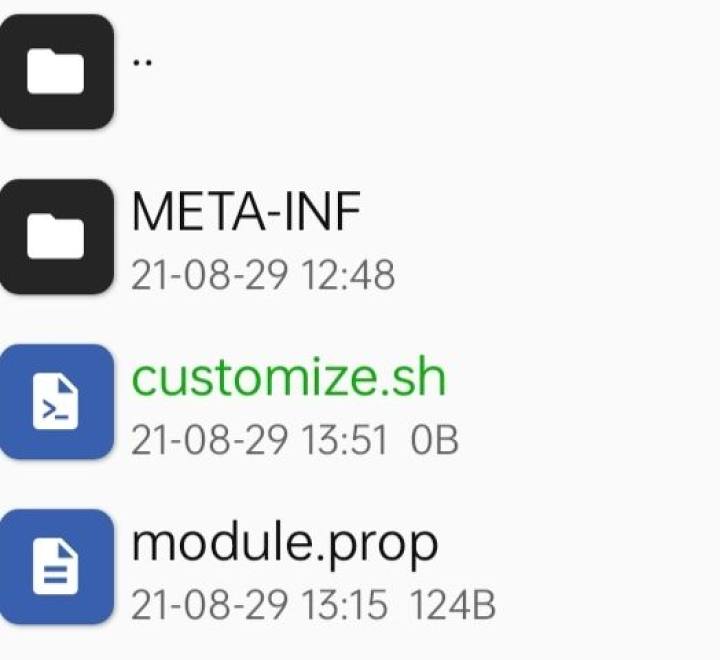 ..
META-INF
21-08-29 12:48
customize.sh
21-08-29 13:51 0B
module.prop
21-08-29 13:15 124B